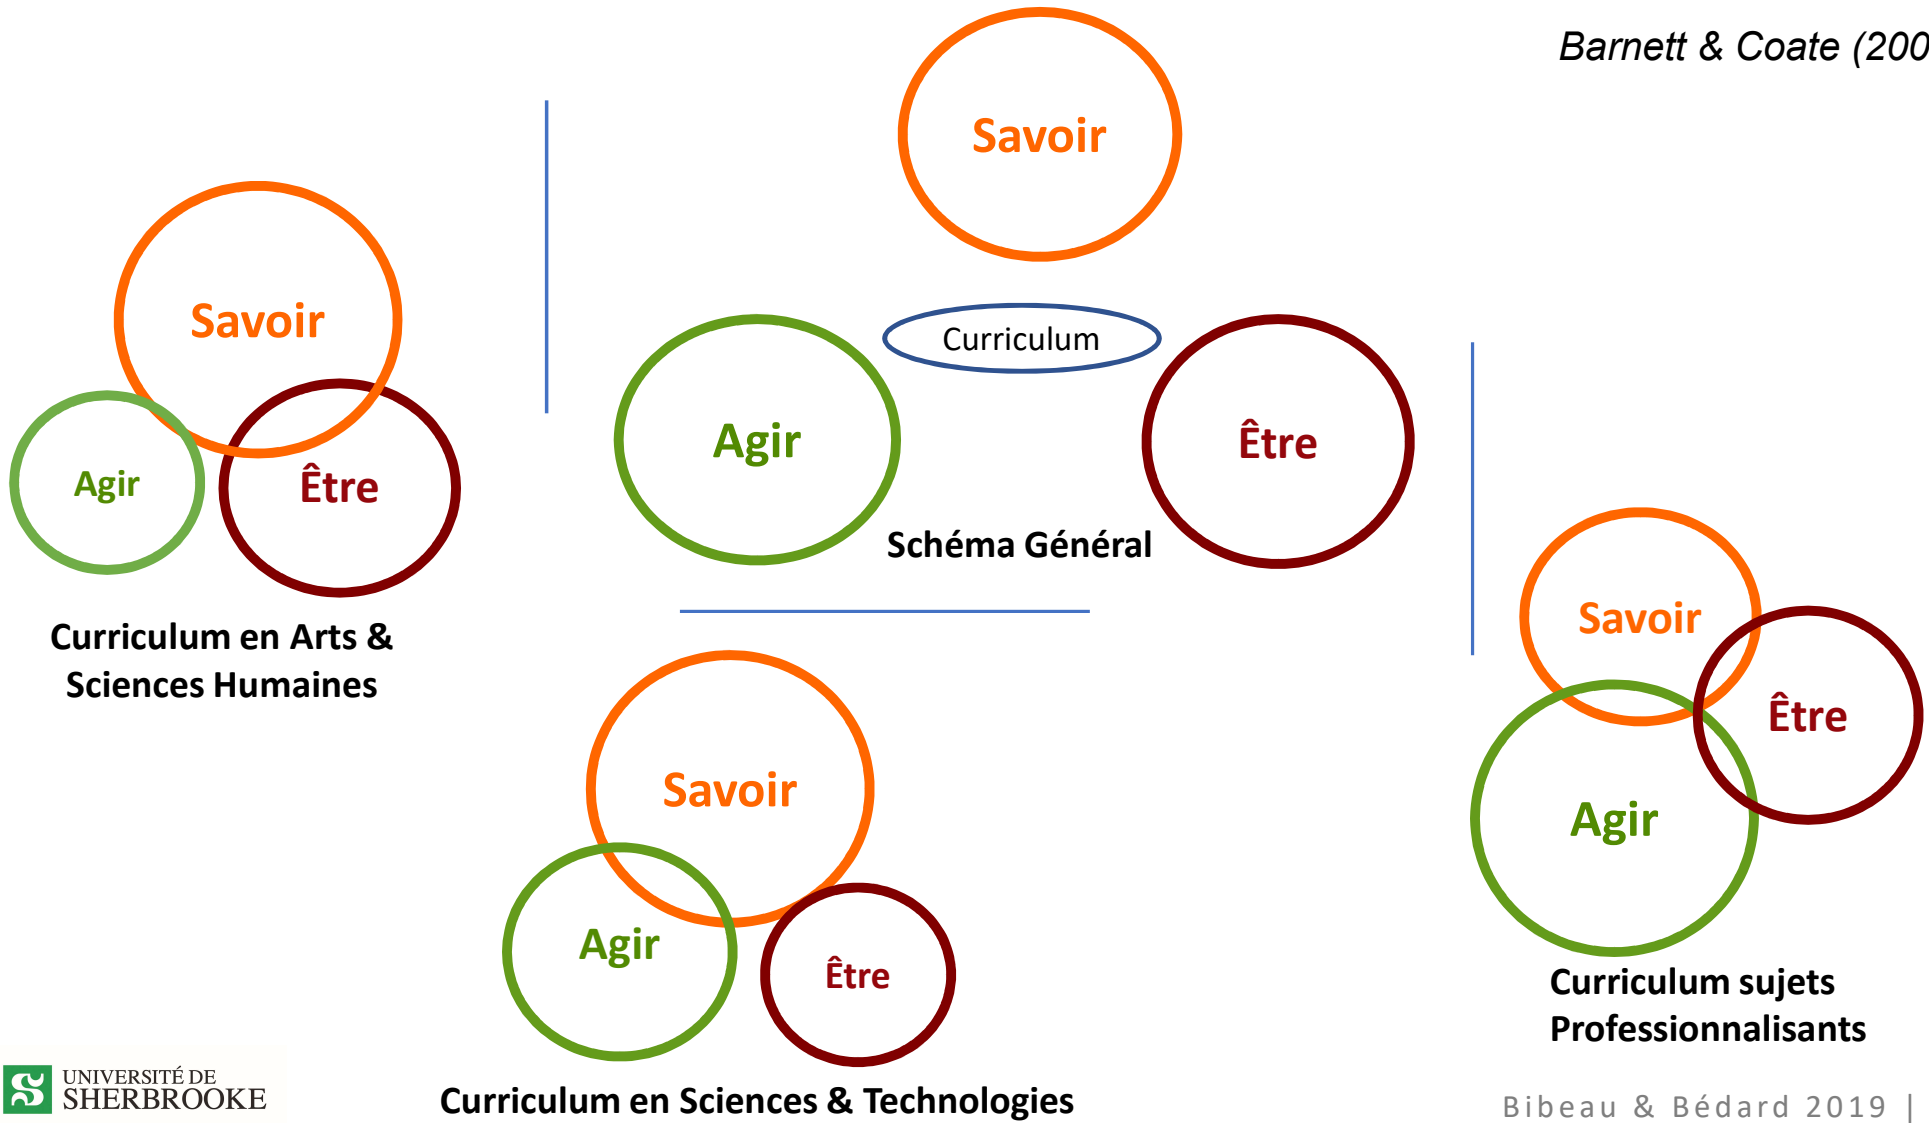 Barnett & Coate (200
Savoir
Curriculum
Agir
Être
Schéma Général
Savoir
Agir
Être
Curriculum en Arts &
Sciences Humaines
Savoir
Agir
Être
Curriculum en Sciences & Technologies
Savoir
Être
Agir
Curriculum sujets
Professionnalisants
UNIVERSITÉ DE
SHERBROOKE
Bibeau & Bédard 2019 |